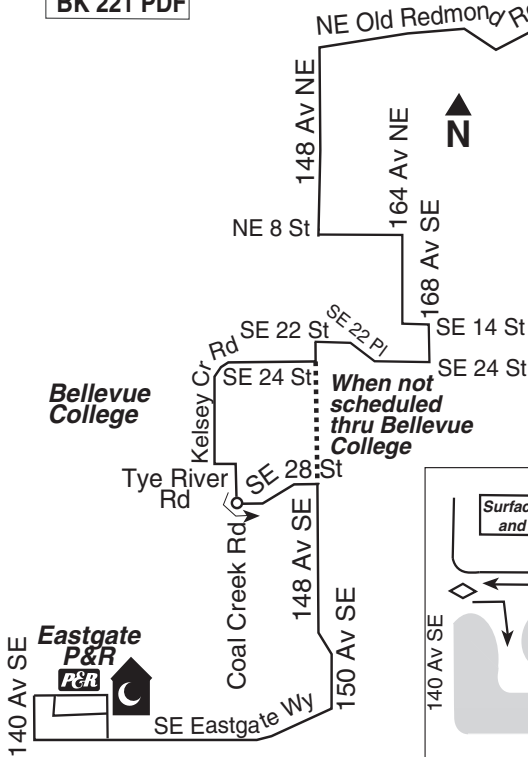 BK 221 PDF
NE Old Redmond Rd
148 Av NE
164 Av NE
N
NE 8 St
168 Av SE
SE 14 St
SE 22 St
SE 22 Pl
SE 24 St
SE 24 St
Kelsey Cr Rd
Bellevue
College
When not
scheduled
thru Bellevue
College
Tye River
Rd
SE 28 St
Coal Creek Rd
148 Av SE
150 Av SE
Eastgate
P&R
P&R
140 Av SE
SE Eastgate Wy
and
140 Av SE